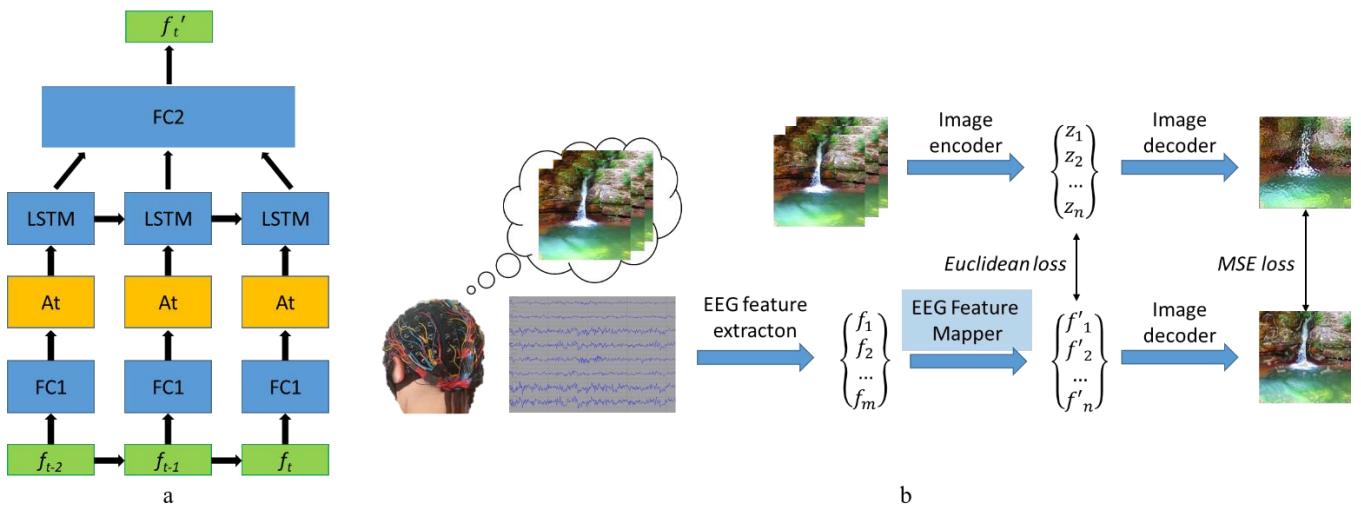 f_t'
FC2
LSTM LSTM LSTM
At At At
FC1 FC1 FC1
f_{t-2} f_{t-1} f_t
a
Image
encoder
z_1
z_2
...
z_n
Image
decoder
Euclidean loss
MSE loss
EEG feature
extracton
f_1
f_2
...
f_m
EEG Feature
Mapper
f'_1
f'_2
...
f'_n
Image
decoder
b